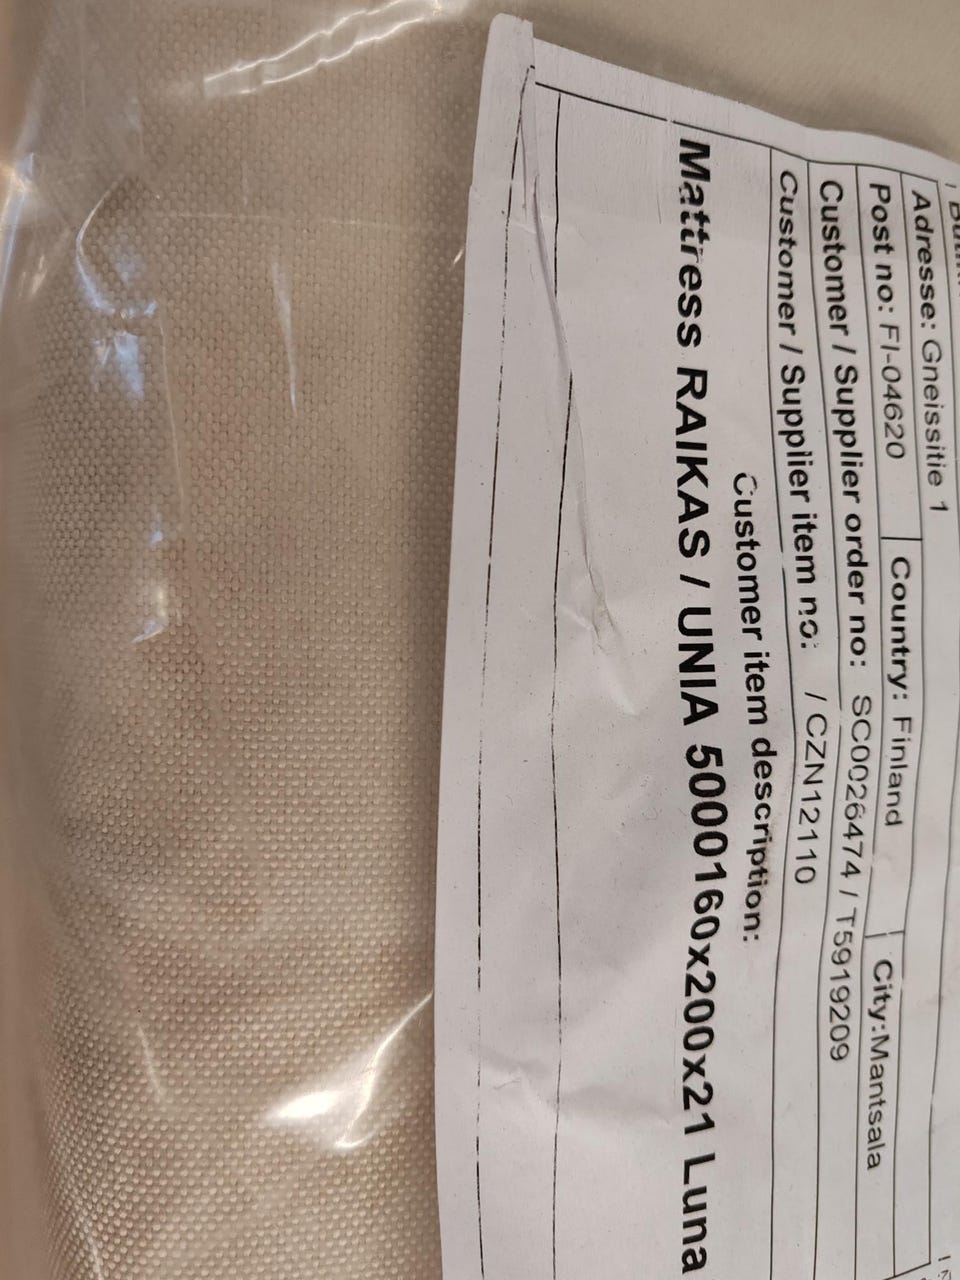 Adresse: Gneissitie 1
Post no: FI-04620 Country: Finland City:Mantsala
Customer / Supplier order no: SC0026474 / T5919209
Customer / Supplier item no: / CZN12110
Customer item description:
Mattress RAIKAS / UNIA 5000160x200x21 Luna